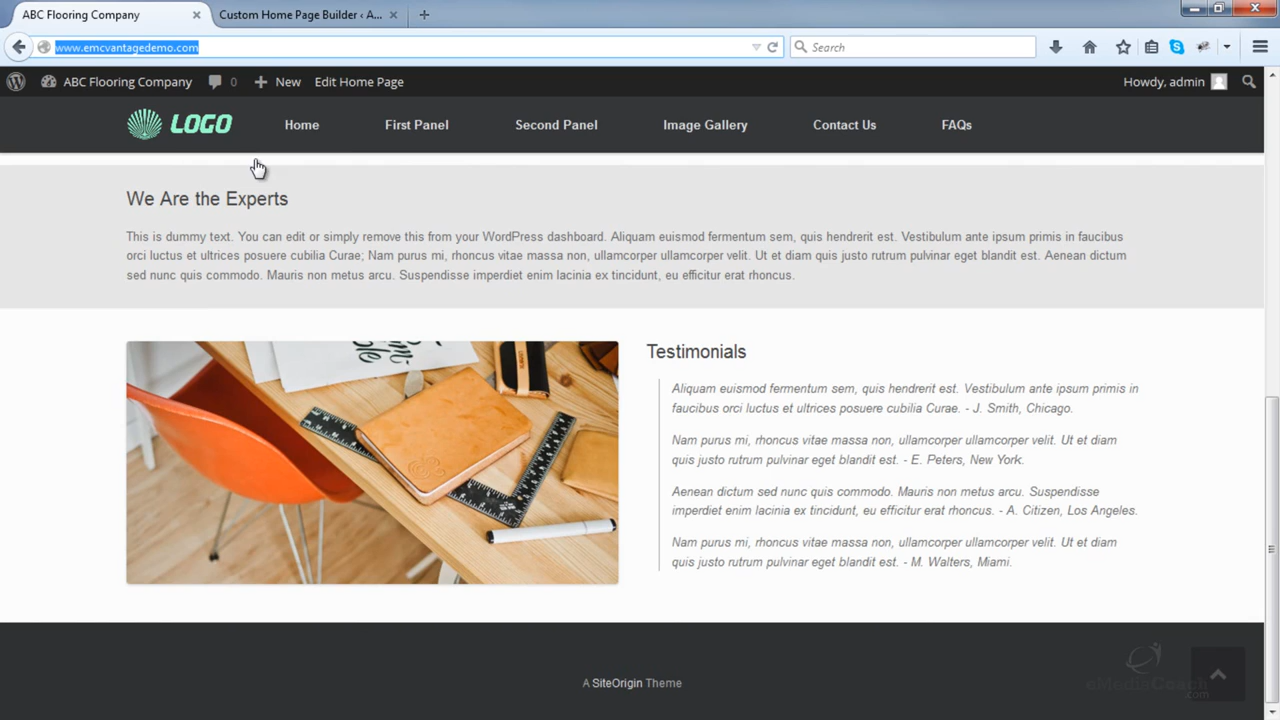 ABC Flooring Company
Custom Home Page Builder ‹ A...
www.emcvantagedemo.com
Search
ABC Flooring Company 0 New Edit Home Page Howdy, admin
LOGO Home First Panel Second Panel Image Gallery Contact Us FAQs
We Are the Experts
This is dummy text. You can edit or simply remove this from your WordPress dashboard. Aliquam euismod fermentum sem, quis hendrerit est. Vestibulum ante ipsum primis in faucibus
orci luctus et ultrices posuere cubilia Curae; Nam purus mi, rhoncus vitae massa non, ullamcorper ullamcorper velit. Ut et diam quis justo rutrum pulvinar eget blandit est. Aenean dictum
sed nunc quis commodo. Mauris non metus arcu. Suspendisse imperdiet enim lacinia ex tincidunt, eu efficitur erat rhoncus.
Testimonials
Aliquam euismod fermentum sem, quis hendrerit est. Vestibulum ante ipsum primis in
faucibus orci luctus et ultrices posuere cubilia Curae. - J. Smith, Chicago.
Nam purus mi, rhoncus vitae massa non, ullamcorper ullamcorper velit. Ut et diam
quis justo rutrum pulvinar eget blandit est. - E. Peters, New York.
Aenean dictum sed nunc quis commodo. Mauris non metus arcu. Suspendisse
imperdiet enim lacinia ex tincidunt, eu efficitur erat rhoncus. - A. Citizen, Los Angeles.
Nam purus mi, rhoncus vitae massa non, ullamcorper ullamcorper velit. Ut et diam
quis justo rutrum pulvinar eget blandit est. - M. Walters, Miami.
A SiteOrigin Theme
eMediaCoach
.com